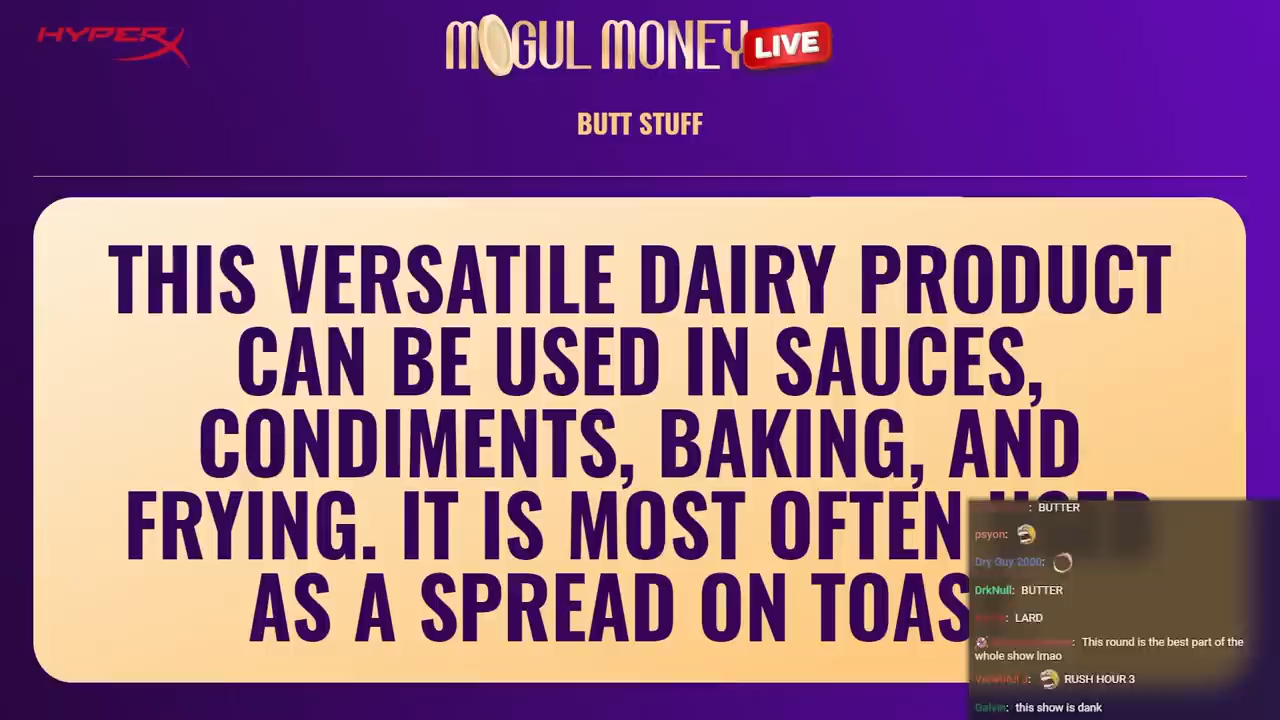 HYPERX
MOGUL MONEY LIVE
BUTT STUFF
THIS VERSATILE DAIRY PRODUCT
CAN BE USED IN SAUCES,
CONDIMENTS, BAKING, AND
FRYING. IT IS MOST OFTEN USED
AS A SPREAD ON TOAS
: BUTTER
psyon:
Dry Guy 2000:
DrkNull: BUTTER
: LARD
: This round is the best part of the
whole show lmao
: RUSH HOUR 3
Galvin: this show is dank